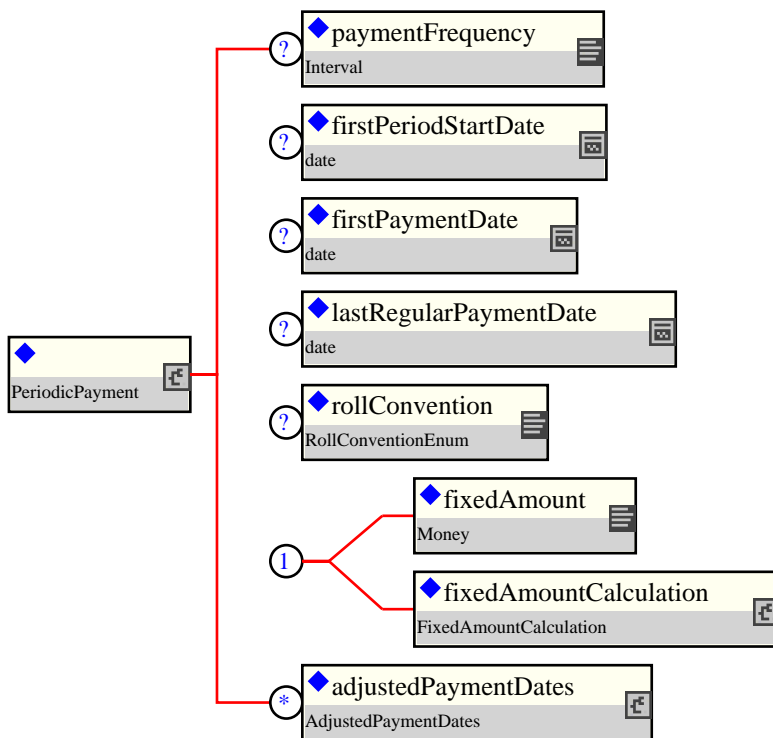 ?
paymentFrequency
Interval
?
firstPeriodStartDate
date
?
firstPaymentDate
date
?
lastRegularPaymentDate
date
PeriodicPayment
?
rollConvention
RollConventionEnum
1
fixedAmount
Money
fixedAmountCalculation
FixedAmountCalculation
*
adjustedPaymentDates
AdjustedPaymentDates